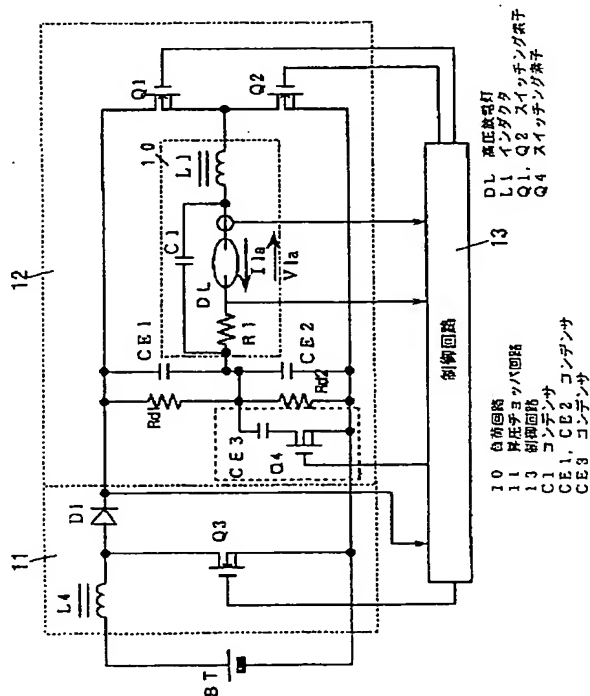 12
11
10
L4
D1
Q3
BT
Rd1
Rd2
CE1
CE2
CE3
Q4
C1
DL
R1
L1
I1a
V1a
Q1
Q2
制御回路
13
10 負荷回路
11 昇圧チョッパ回路
13 制御回路
C1 コンデンサ
CE1, CE2 コンデンサ
CE3 コンデンサ
DL 高圧放電灯
L1 インダクタ
Q1, Q2 スイッチング素子
Q4 スイッチング素子